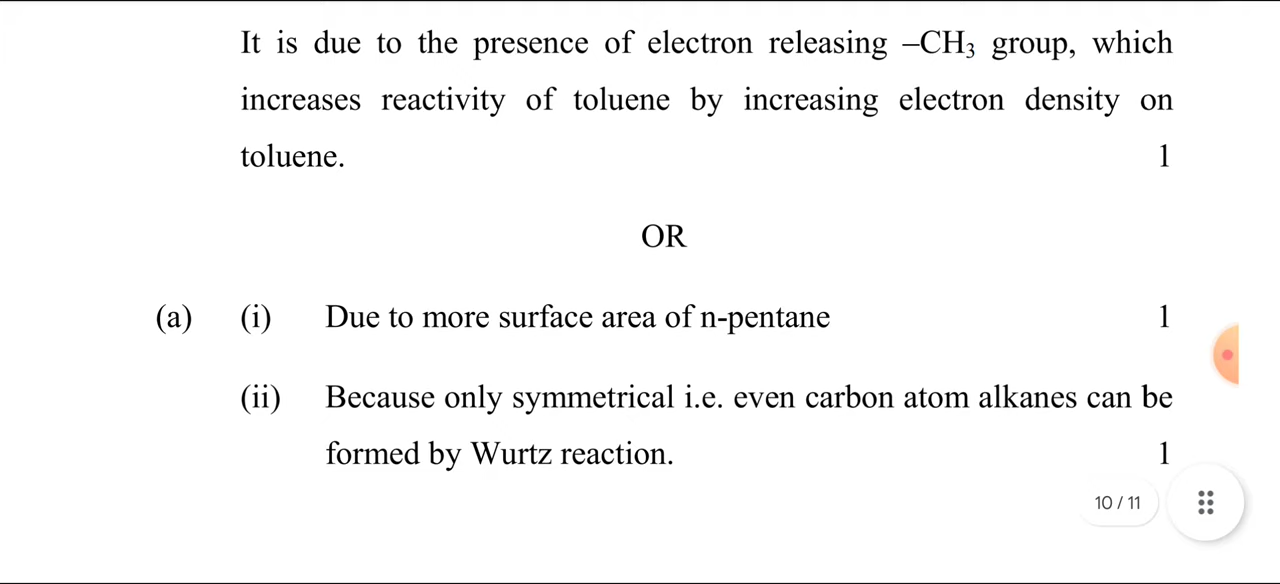 It is due to the presence of electron releasing –CH₃ group, which
increases reactivity of toluene by increasing electron density on
toluene. 1
OR
(a) (i) Due to more surface area of n-pentane 1
(ii) Because only symmetrical i.e. even carbon atom alkanes can be
formed by Wurtz reaction. 1
10 / 11